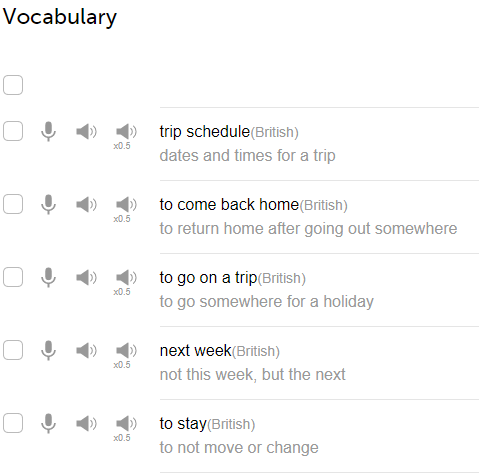 Vocabulary
trip schedule(British)
x0.5
dates and times for a trip
to come back home(British)
x0.5
to return home after going out somewhere
to go on a trip(British)
x0.5
to go somewhere for a holiday
next week(British)
x0.5
not this week, but the next
to stay(British)
x0.5
to not move or change